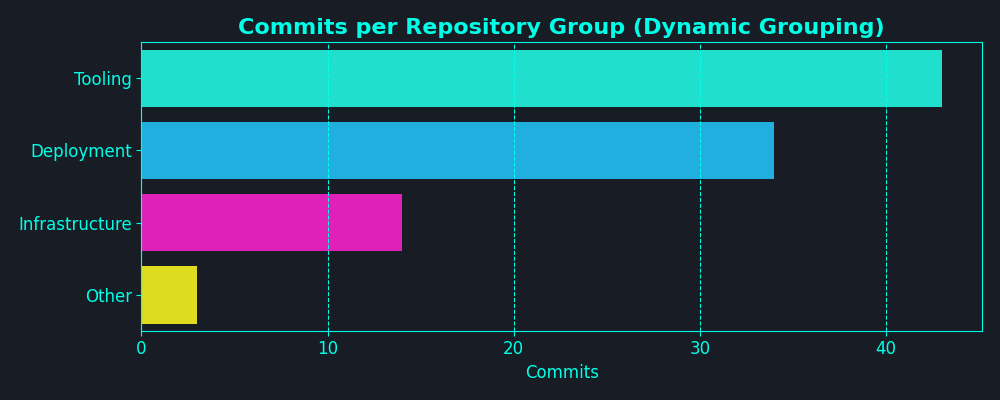 Commits per Repository Group (Dynamic Grouping)
Tooling
Deployment
Infrastructure
Other
0 10 20 30 40
Commits